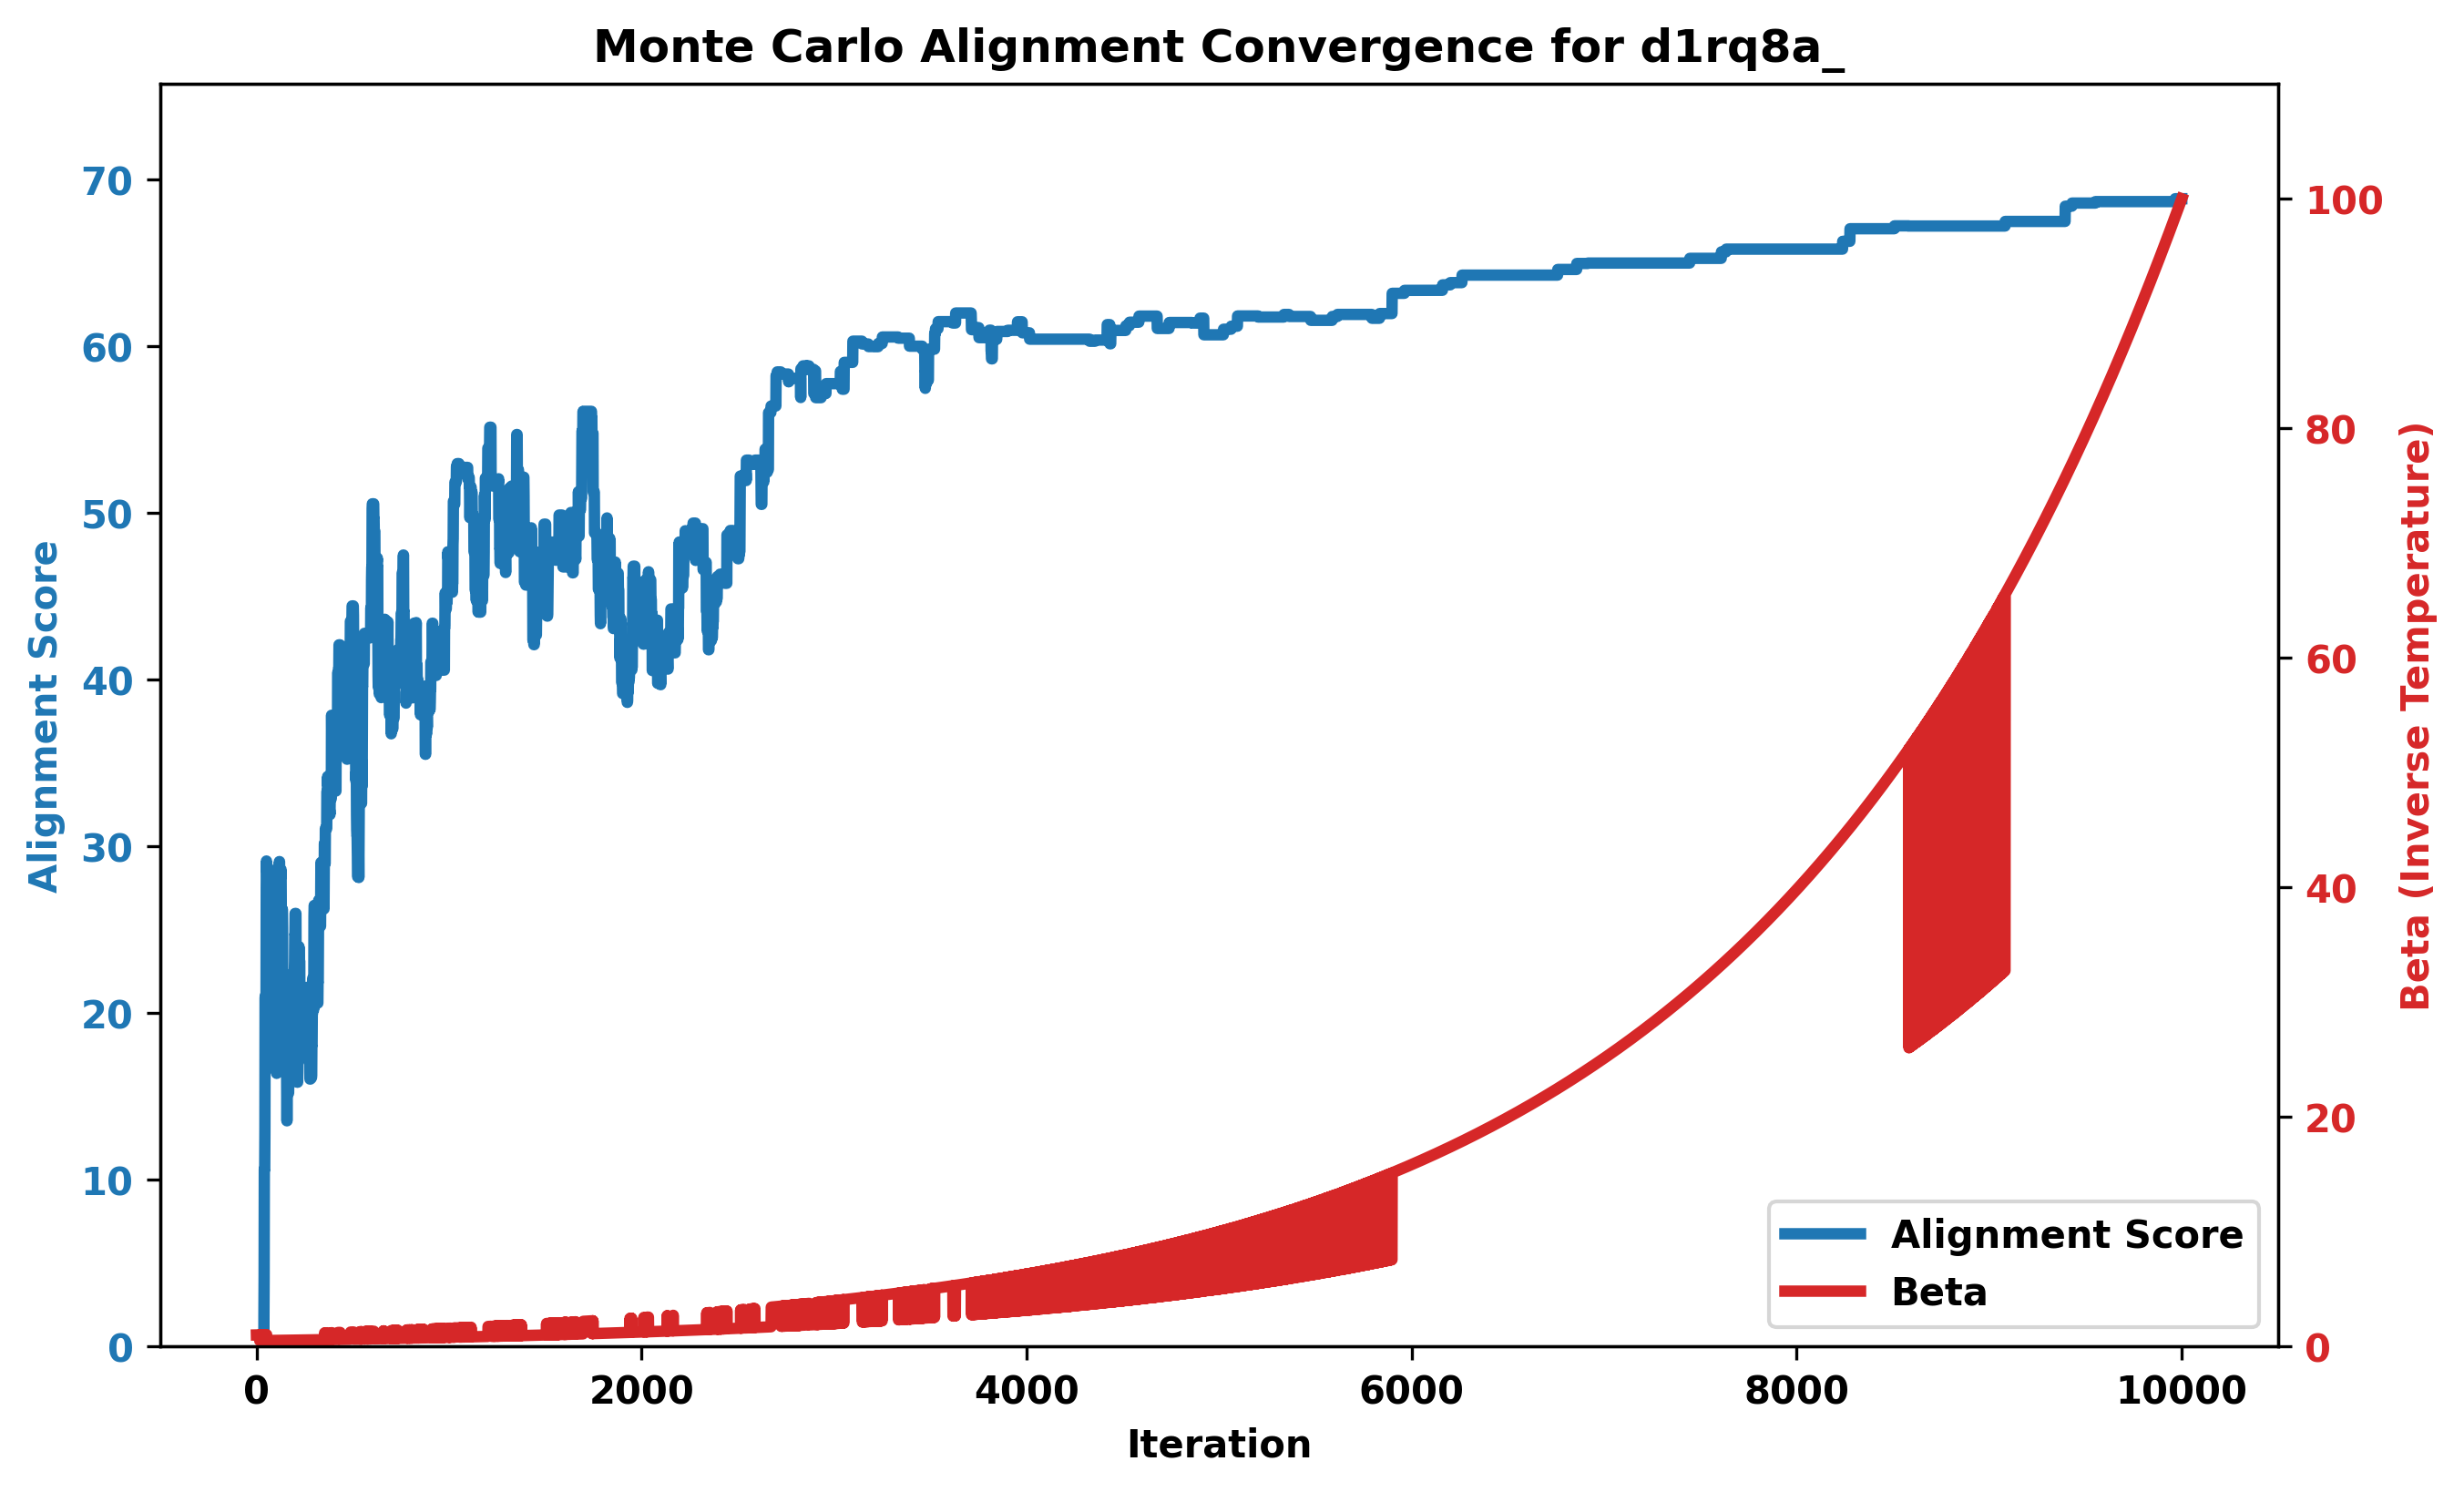 Monte Carlo Alignment Convergence for d1rq8a_
70
60
50
40
30
20
10
0
Alignment Score
100
80
60
40
20
0
Beta (Inverse Temperature)
Alignment Score
Beta
0 2000 4000 6000 8000 10000
Iteration